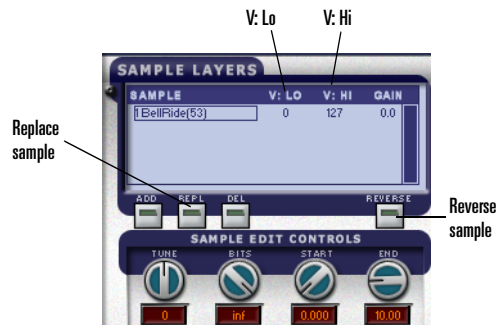 V: Lo V: Hi
SAMPLE LAYERS
SAMPLE V: LO V: HI GAIN
1BellRide(53) 0 127 0.0
Replace
sample
ADD REPL DEL REVERSE
Reverse
sample
SAMPLE EDIT CONTROLS
TUNE BITS START END
0 inf 0.000 10.00